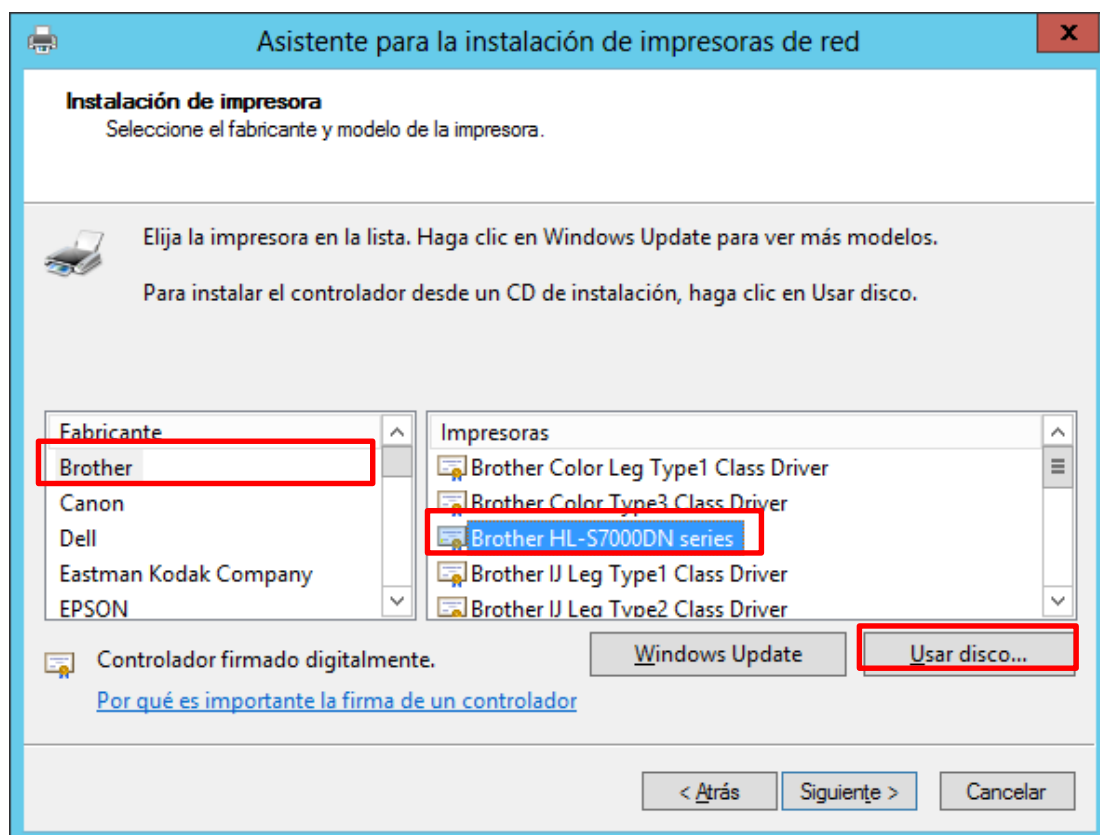 Asistente para la instalación de impresoras de red
x
Instalación de impresora
Seleccione el fabricante y modelo de la impresora.
Elija la impresora en la lista. Haga clic en Windows Update para ver más modelos.
Para instalar el controlador desde un CD de instalación, haga clic en Usar disco.
Fabricante
Brother
Canon
Dell
Eastman Kodak Company
EPSON
Impresoras
Brother Color Leg Type1 Class Driver
Brother Color Type3 Class Driver
Brother HL-S7000DN series
Brother IJ Leg Type1 Class Driver
Brother IJ Leg Type2 Class Driver
Controlador firmado digitalmente.
Por qué es importante la firma de un controlador
Windows Update
Usar disco...
< Atrás
Siguiente >
Cancelar